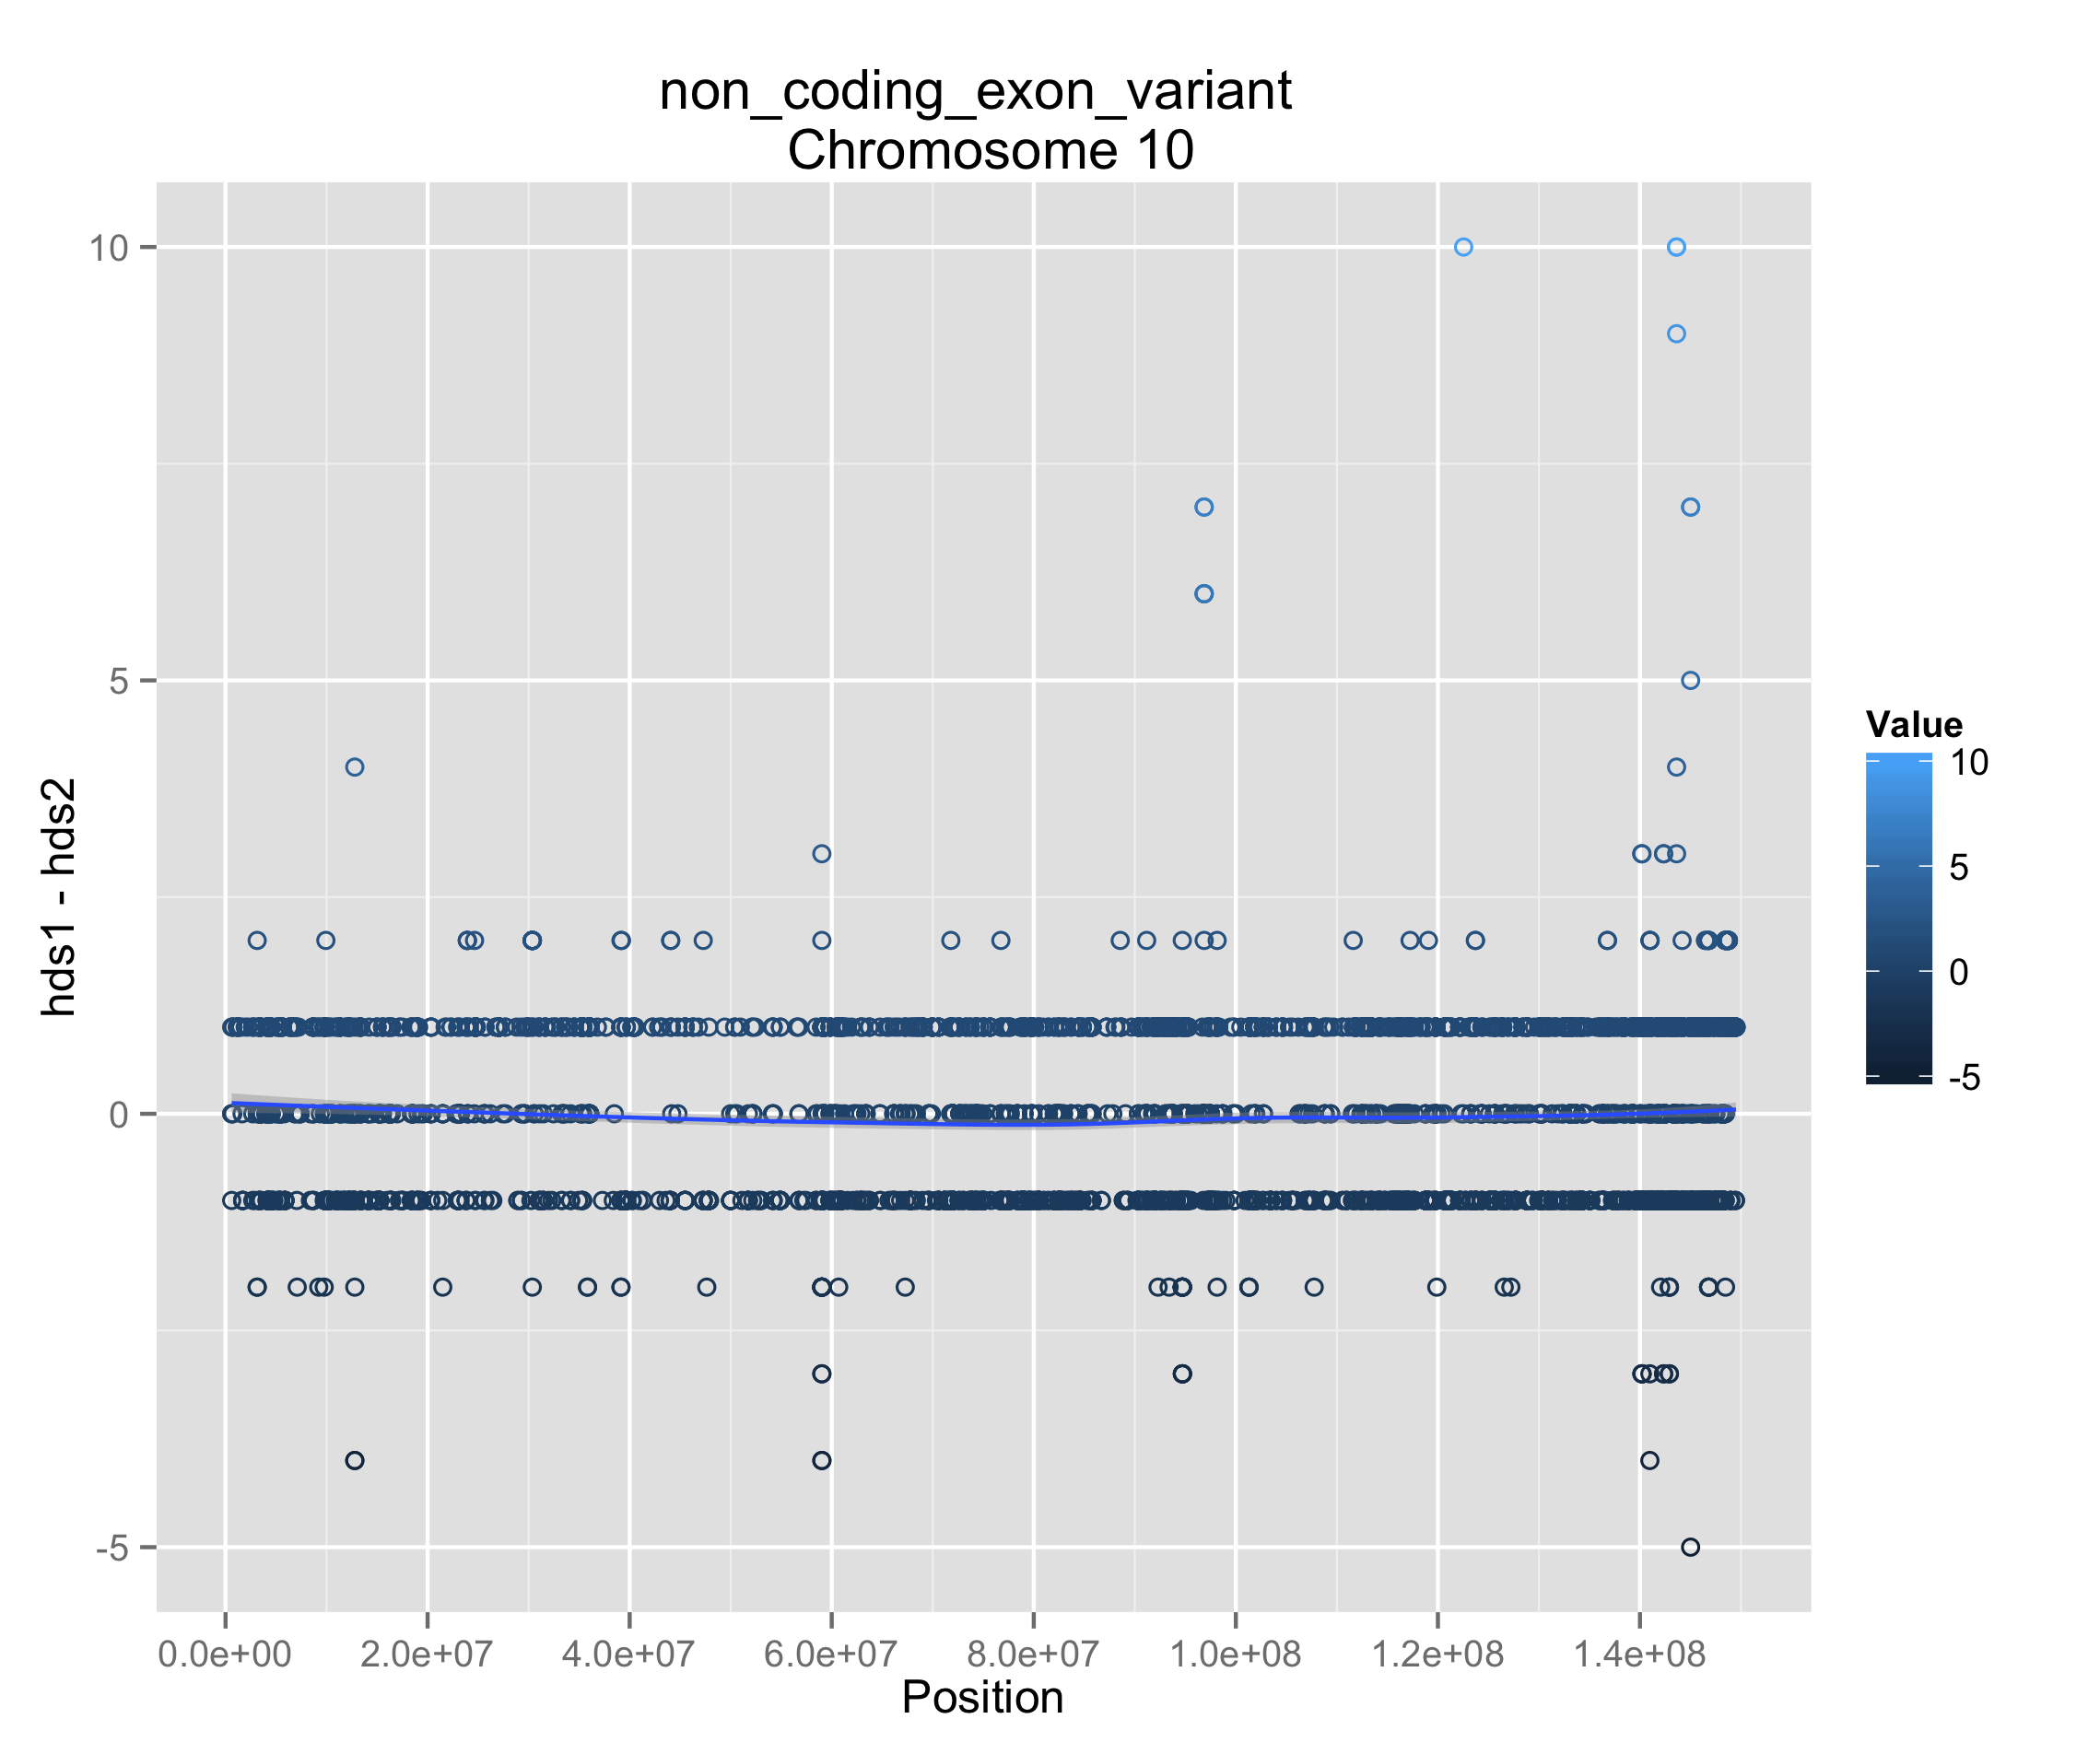 non_coding_exon_variant
Chromosome 10
10
5
0
-5
hds1 - hds2
0.0e+00 2.0e+07 4.0e+07 6.0e+07 8.0e+07 1.0e+08 1.2e+08 1.4e+08
Position
Value
10
5
0
-5